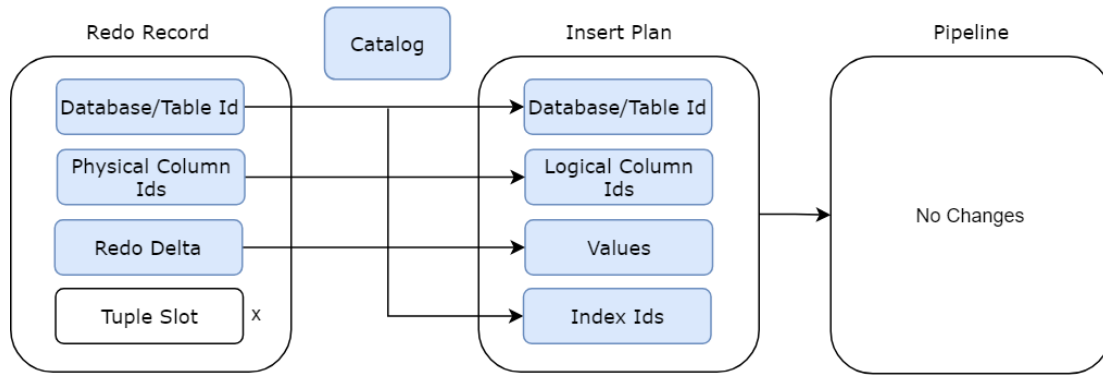 Redo Record
Catalog
Insert Plan
Pipeline
Database/Table Id
Database/Table Id
Physical Column
Ids
Logical Column
Ids
Redo Delta
Values
No Changes
Tuple Slot
x
Index Ids